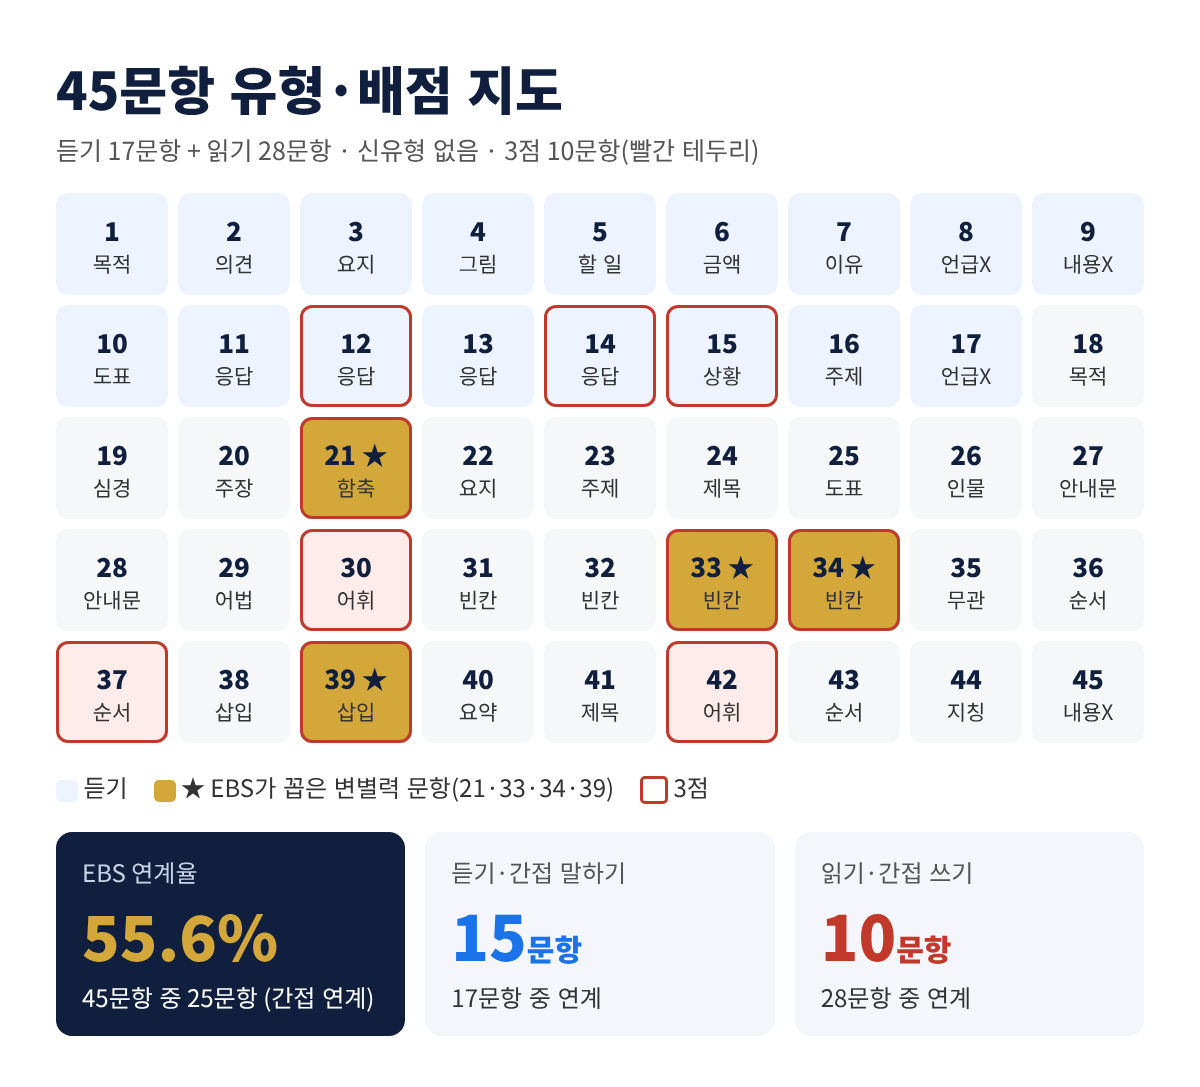 45문항 유형·배점 지도
듣기 17문항 + 읽기 28문항 · 신유형 없음 · 3점 10문항(빨간 테두리)
1 2 3 4 5 6 7 8 9
목적 의견 요지 그림 할 일 금액 이유 언급X 내용X
10 11 12 13 14 15 16 17 18
도표 응답 응답 응답 응답 상황 주제 언급X 목적
19 20 21 ★ 22 23 24 25 26 27
심경 주장 함축 요지 주제 제목 도표 인물 안내문
28 29 30 31 32 33 ★ 34 ★ 35 36
안내문 어법 어휘 빈칸 빈칸 빈칸 빈칸 무관 순서
37 38 39 ★ 40 41 42 43 44 45
순서 삽입 삽입 요약 제목 어휘 순서 지칭 내용X
듣기 ★ EBS가 꼽은 변별력 문항(21·33·34·39) 3점
EBS 연계율
55.6%
45문항 중 25문항 (간접 연계)
듣기·간접 말하기
15문항
17문항 중 연계
읽기·간접 쓰기
10문항
28문항 중 연계